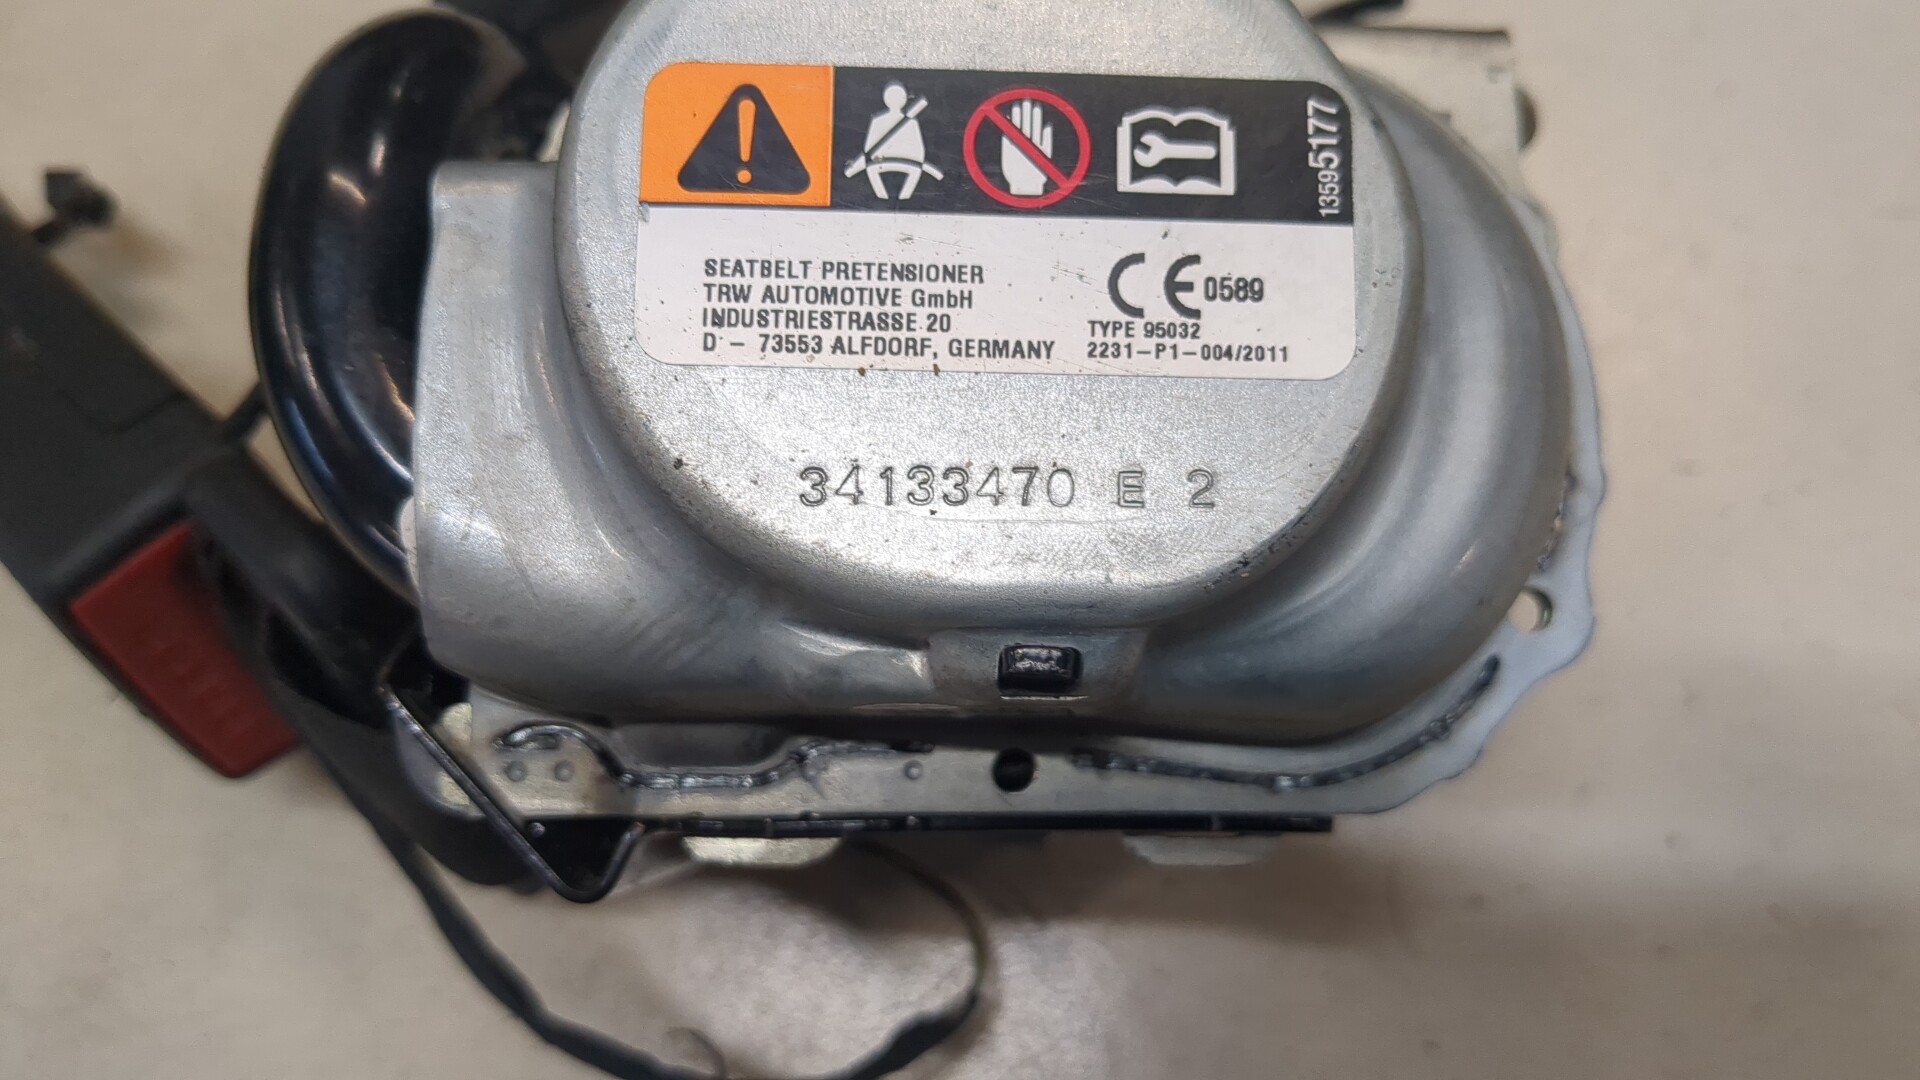 13595177
SEATBELT PRETENSIONER
TRW AUTOMOTIVE GmbH
INDUSTRIESTRASSE 20
D - 73553 ALFDORF, GERMANY
CE 0589
TYPE 95032
2231-P1-004/2011
34133470 E 2